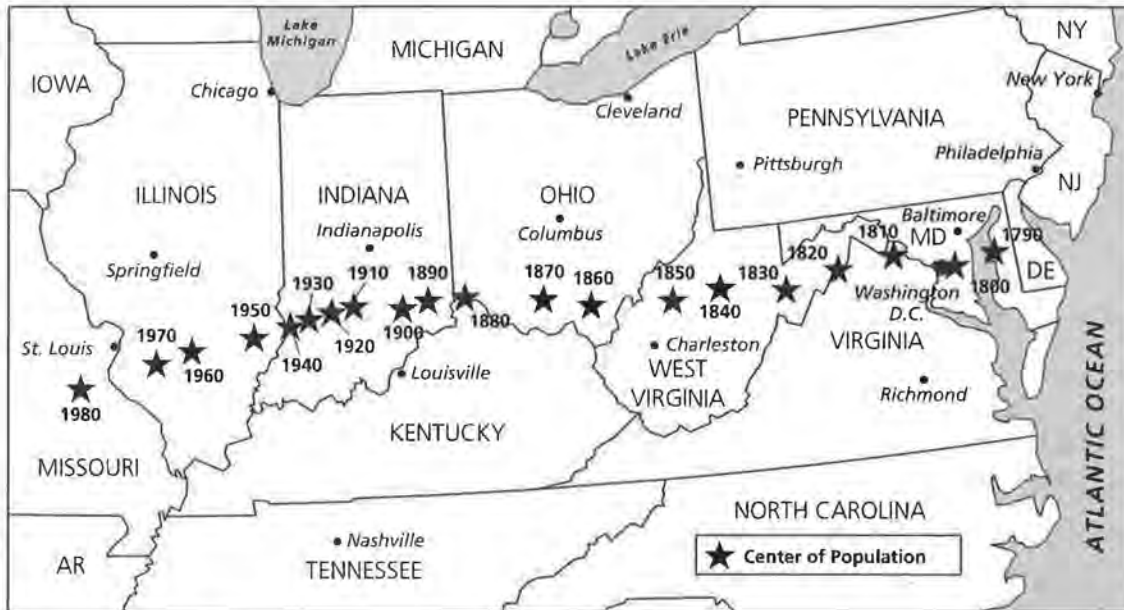 Lake
Michigan
MICHIGAN
Lake Erie
NY
IOWA
Chicago
Cleveland
New York
PENNSYLVANIA
Pittsburgh
Philadelphia
ILLINOIS
INDIANA
OHIO
NJ
Indianapolis
Columbus
Baltimore
MD
1790
1810
1820
DE
Springfield
1930
1910
1890
1870
1860
1850
1830
1800
Washington
D.C.
1950
1900
1880
1840
1970
1920
1940
1960
St. Louis
Charleston
VIRGINIA
WEST
VIRGINIA
Louisville
Richmond
1980
KENTUCKY
MISSOURI
ATLANTIC OCEAN
NORTH CAROLINA
Nashville
Center of Population
AR
TENNESSEE